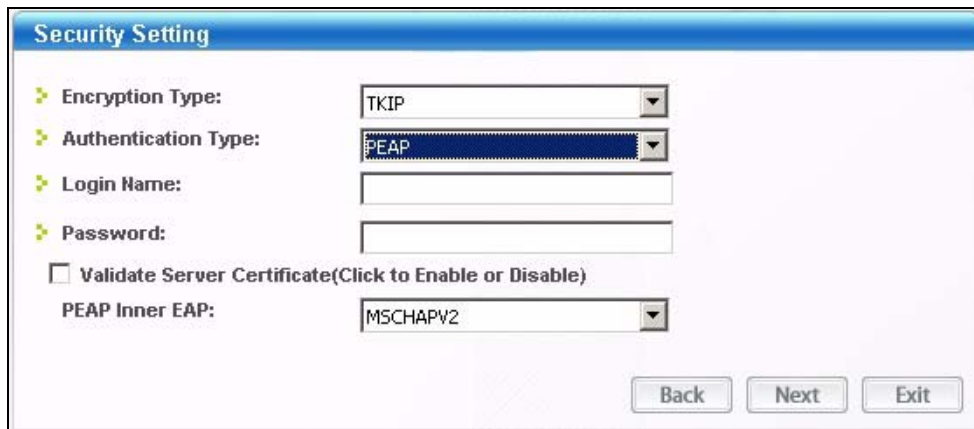 Security Setting
Encryption Type: TKIP
Authentication Type: PEAP
Login Name:
Password:
Validate Server Certificate(Click to Enable or Disable)
PEAP Inner EAP: MSCHAPV2
Back Next Exit